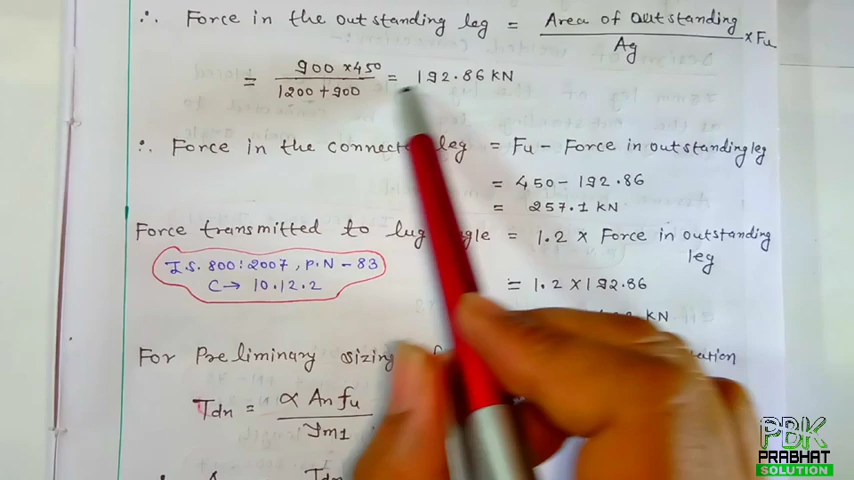 ∴ Force in the outstanding leg = Area of Outstanding / Ag × Fu
= 900 × 450 / 1200 + 900 = 192.86 KN
∴ Force in the connected leg = Fu – Force in outstanding leg
= 450 – 192.86
= 257.1 KN
Force transmitted to lug angle = 1.2 × Force in outstanding leg
I.S. 800:2007, P.N – 83
C → 10.12.2
= 1.2 × 192.86
KN
For Preliminary sizing
Tdn = α An fu / γm1
Tdn
PBK
PRABHAT
SOLUTION